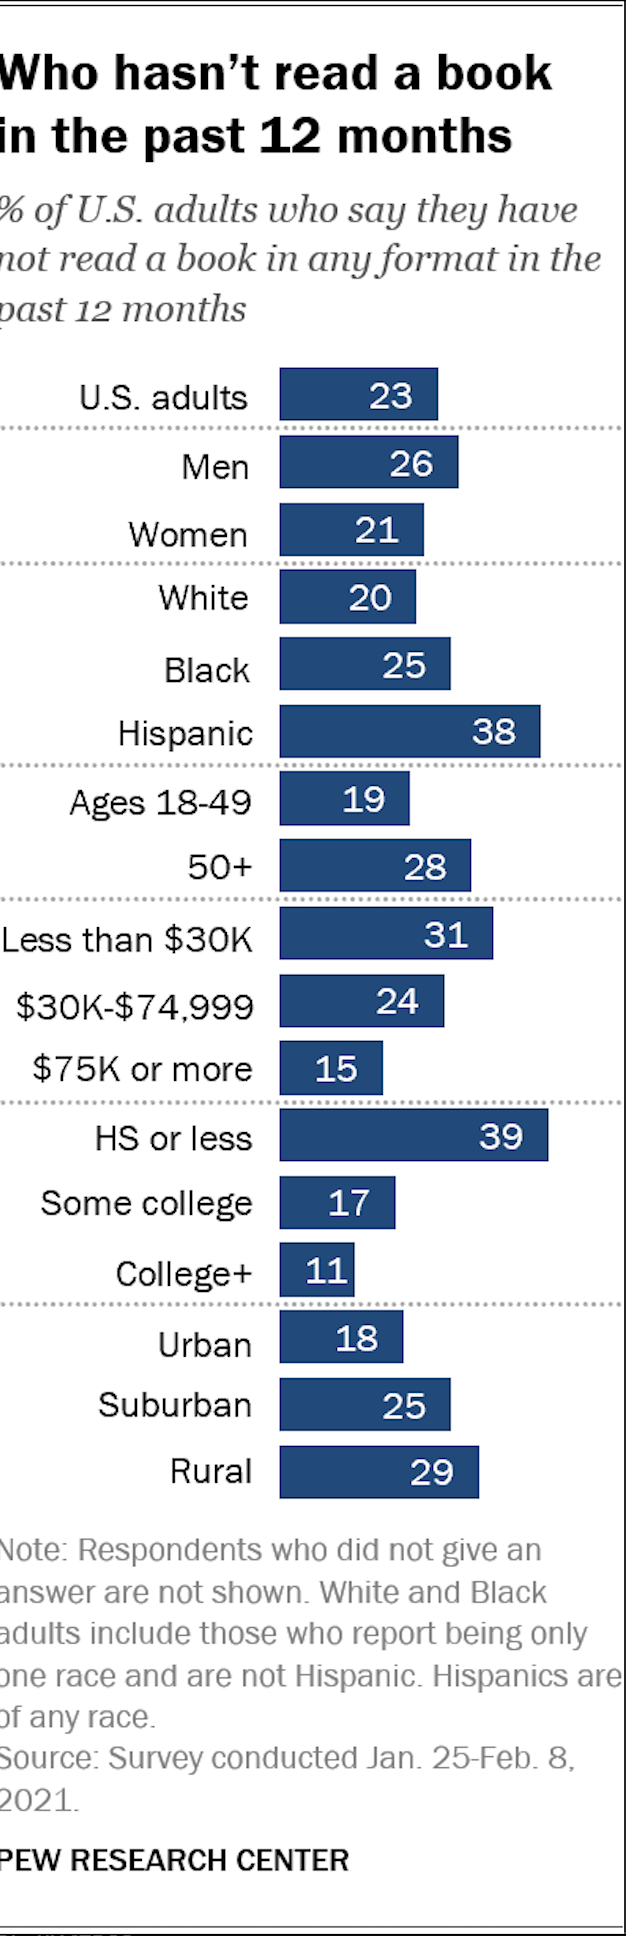 Who hasn’t read a book
in the past 12 months
% of U.S. adults who say they have
not read a book in any format in the
past 12 months
U.S. adults 23
Men 26
Women 21
White 20
Black 25
Hispanic 38
Ages 18-49 19
50+ 28
Less than $30K 31
$30K-$74,999 24
$75K or more 15
HS or less 39
Some college 17
College+ 11
Urban 18
Suburban 25
Rural 29
Note: Respondents who did not give an
answer are not shown. White and Black
adults include those who report being only
one race and are not Hispanic. Hispanics are
of any race.
Source: Survey conducted Jan. 25-Feb. 8,
2021.
PEW RESEARCH CENTER